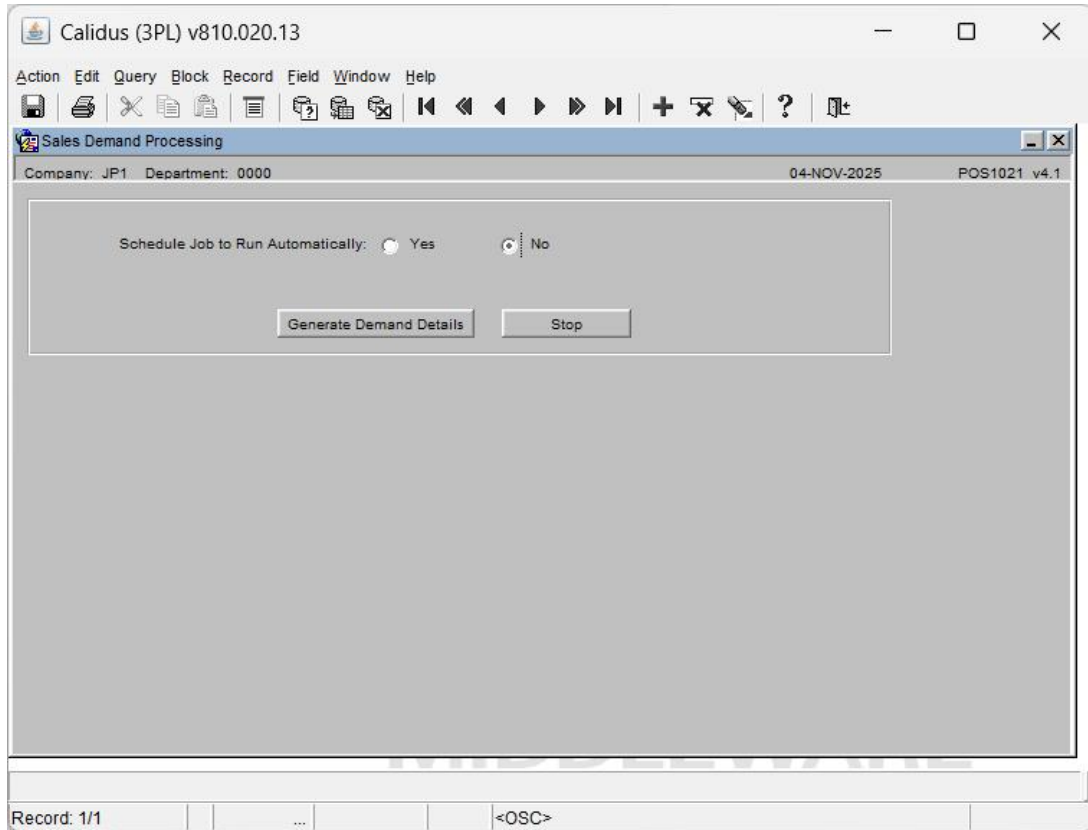 Calidus (3PL) v810.020.13
Action Edit Query Block Record Field Window Help
Sales Demand Processing
Company: JP1 Department: 0000 04-NOV-2025 POS1021 v4.1
Schedule Job to Run Automatically: Yes No
Generate Demand Details Stop
MIDDLEWARE
Record: 1/1 ... <OSC>